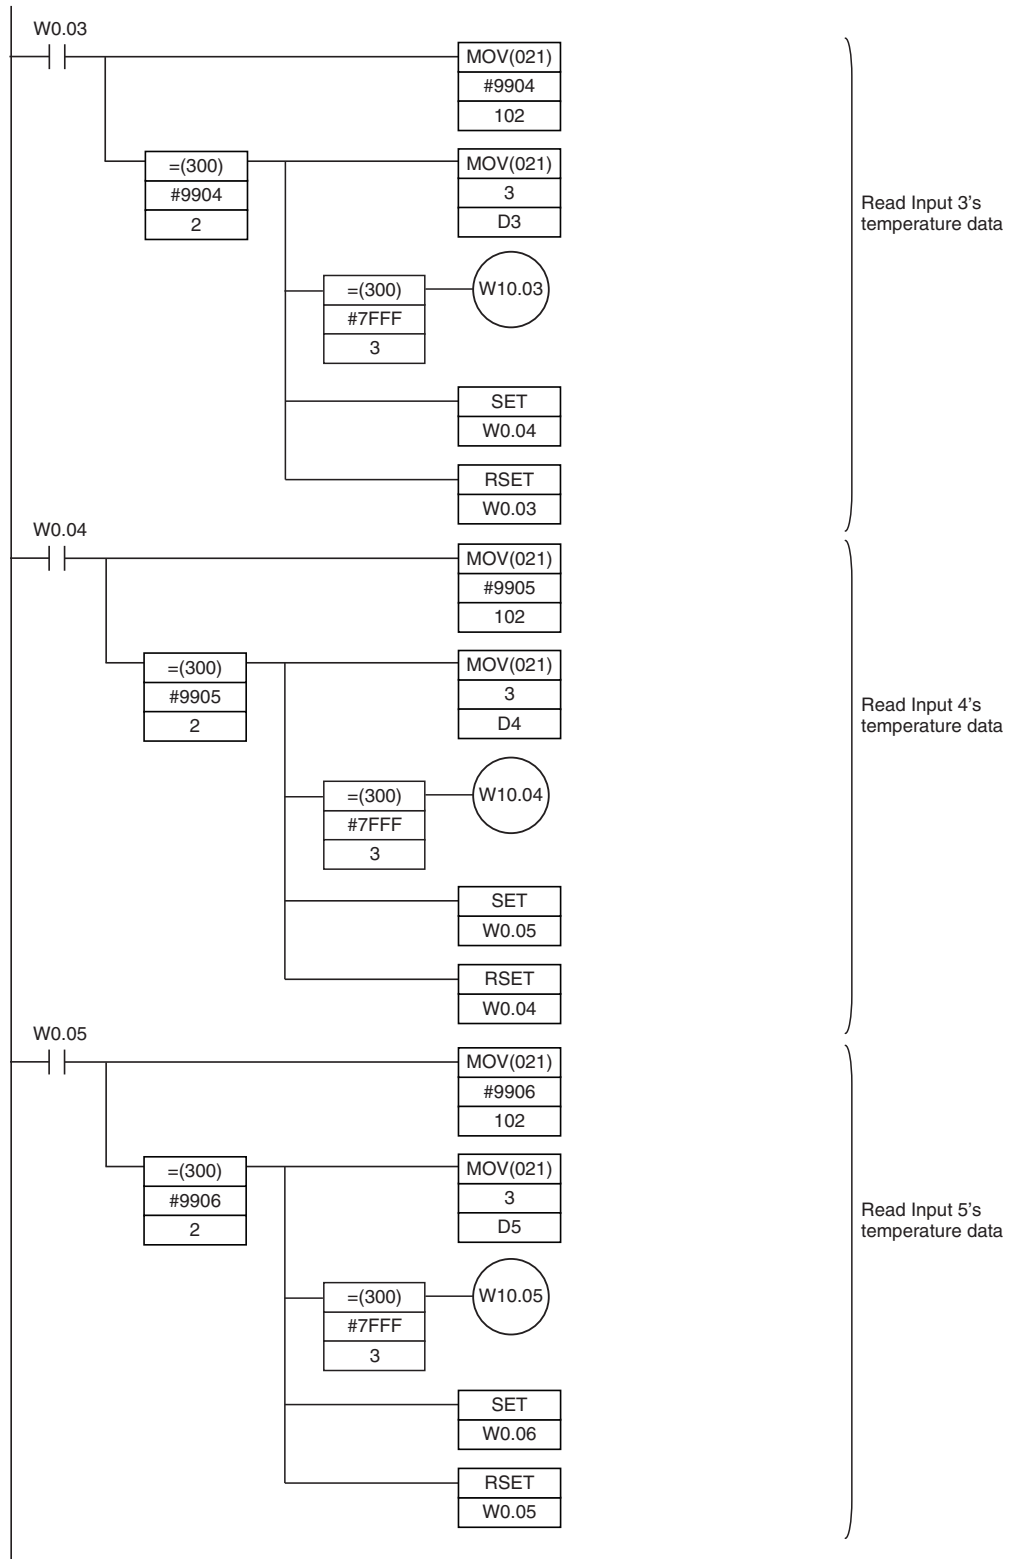 W0.03
MOV(021)
#9904
102
=(300)
#9904
2
MOV(021)
3
D3
Read Input 3's
temperature data
=(300)
#7FFF
3
W10.03
SET
W0.04
RSET
W0.03
W0.04
MOV(021)
#9905
102
=(300)
#9905
2
MOV(021)
3
D4
Read Input 4's
temperature data
=(300)
#7FFF
3
W10.04
SET
W0.05
RSET
W0.04
W0.05
MOV(021)
#9906
102
=(300)
#9906
2
MOV(021)
3
D5
Read Input 5's
temperature data
=(300)
#7FFF
3
W10.05
SET
W0.06
RSET
W0.05